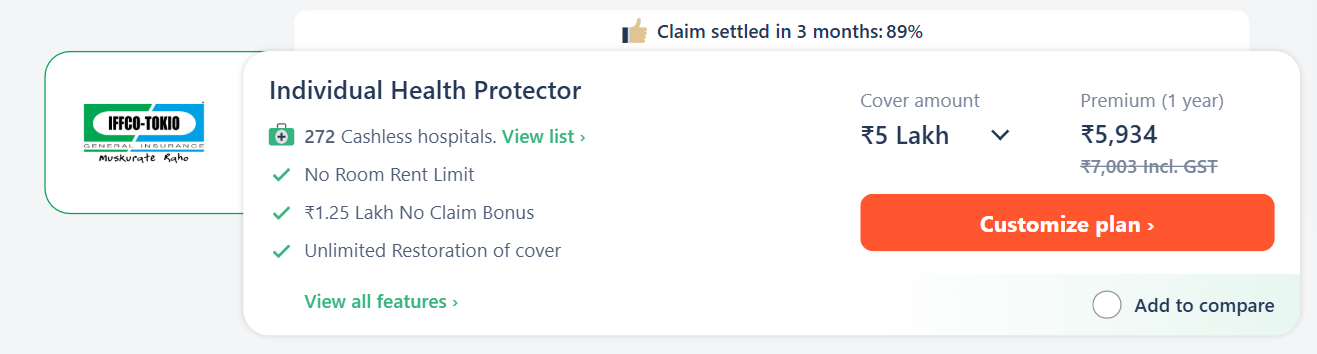 Claim settled in 3 months: 89%
IFFCO-TOKIO
GENERAL INSURANCE
Muskurate Raho
Individual Health Protector
272 Cashless hospitals. View list ›
No Room Rent Limit
₹1.25 Lakh No Claim Bonus
Unlimited Restoration of cover
View all features ›
Cover amount
₹5 Lakh
Premium (1 year)
₹5,934
₹7,003 Incl. GST
Customize plan ›
Add to compare